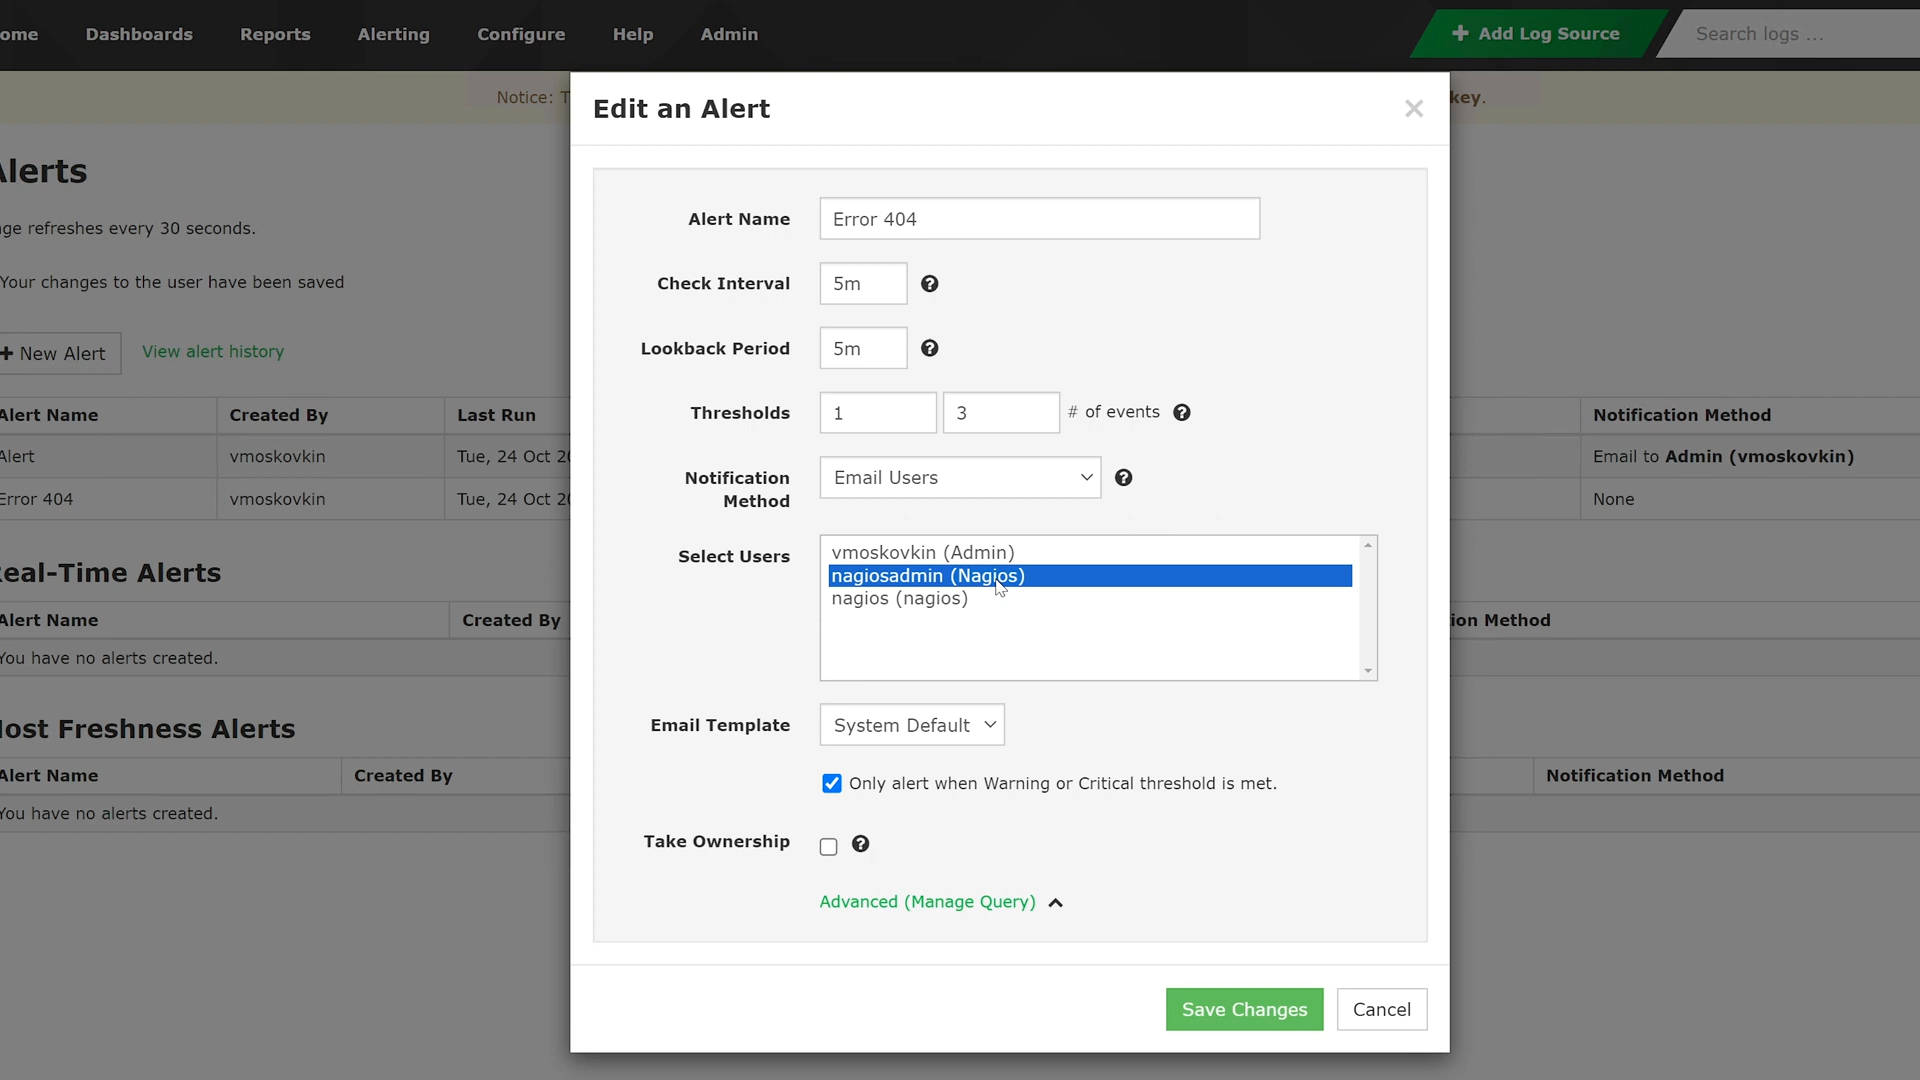 ome Dashboards Reports Alerting Configure Help Admin + Add Log Source Search logs ...
Notice: T key.
Edit an Alert ×
Alerts
ge refreshes every 30 seconds.
Your changes to the user have been saved
+ New Alert View alert history
Alert Name Created By Last Run Notification Method
Alert vmoskovkin Tue, 24 Oct 20 Email to Admin (vmoskovkin)
Error 404 vmoskovkin Tue, 24 Oct 20 None
eal-Time Alerts
Alert Name Created By ion Method
You have no alerts created.
ost Freshness Alerts
Alert Name Created By Notification Method
You have no alerts created.
Alert Name Error 404
Check Interval 5m ?
Lookback Period 5m ?
Thresholds 1 3 # of events ?
Notification Email Users ?
Method
Select Users vmoskovkin (Admin)
nagiosadmin (Nagios)
nagios (nagios)
Email Template System Default
Only alert when Warning or Critical threshold is met.
Take Ownership ?
Advanced (Manage Query)
Save Changes Cancel